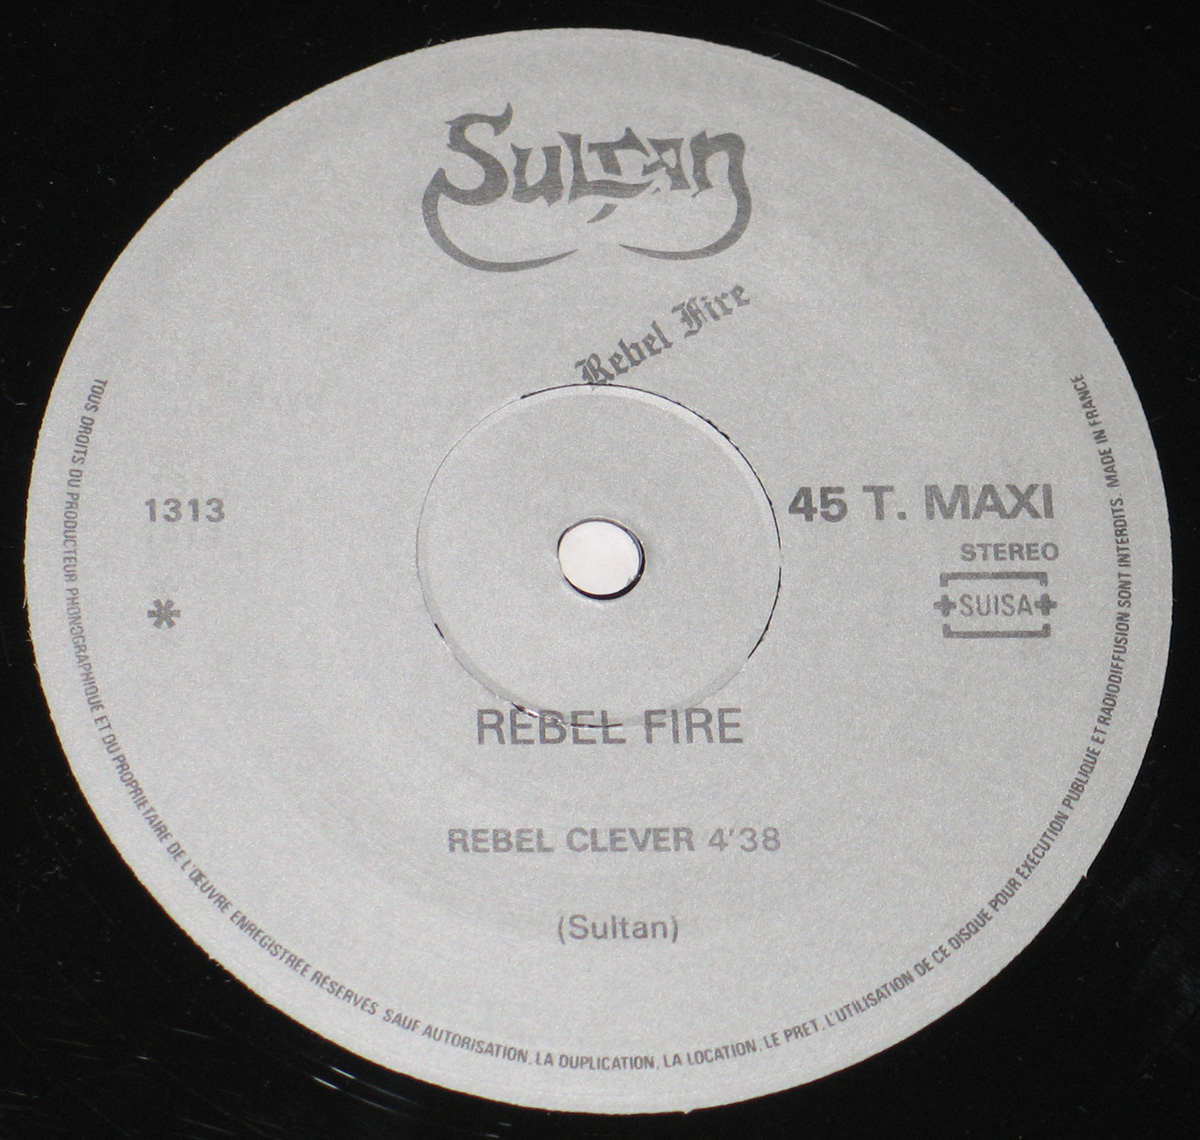 Sultan
Rebel Fire
1313
45 T. MAXI
STEREO
SUISA
*
REBEL FIRE
REBEL CLEVER 4'38
(Sultan)
TOUS DROITS DU PRODUCTEUR PHONOGRAPHIQUE ET DU PROPRIETAIRE DE L'ŒUVRE ENREGISTREE RESERVES SAUF AUTORISATION, LA DUPLICATION, LA LOCATION, LE PRET, L'UTILISATION DE CE DISQUE POUR EXECUTION PUBLIQUE ET RADIODIFFUSION SONT INTERDITS. MADE IN FRANCE